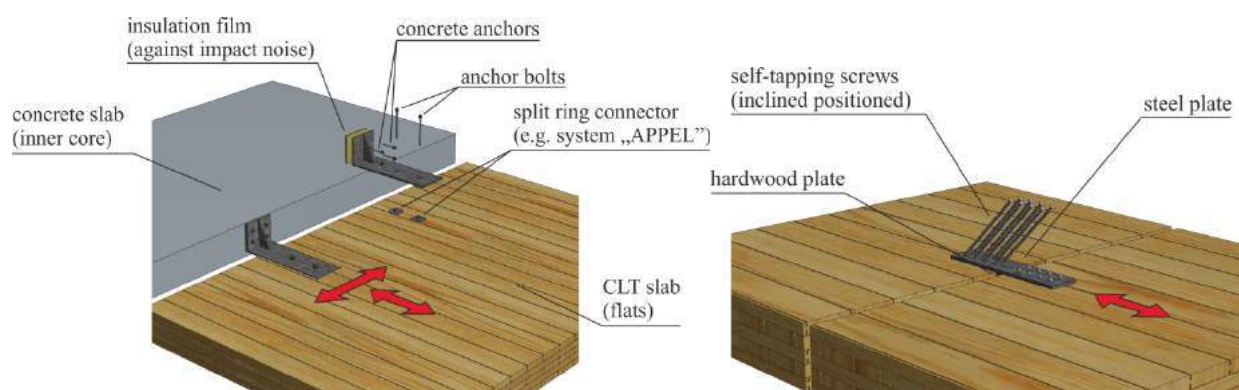 insulation film
(against impact noise)
concrete anchors
anchor bolts
concrete slab
(inner core)
split ring connector
(e.g. system „APPEL”)
CLT slab
(flats)
self-tapping screws
(inclined positioned)
steel plate
hardwood plate